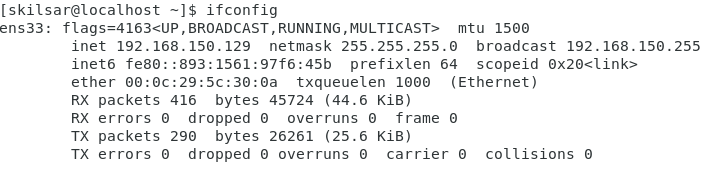 [skilsar@localhost ~]$ ifconfig
ens33: flags=4163<UP,BROADCAST,RUNNING,MULTICAST>  mtu 1500
        inet 192.168.150.129  netmask 255.255.255.0  broadcast 192.168.150.255
        inet6 fe80::893:1561:97f6:45b  prefixlen 64  scopeid 0x20<link>
        ether 00:0c:29:5c:30:0a  txqueuelen 1000  (Ethernet)
        RX packets 416  bytes 45724 (44.6 KiB)
        RX errors 0  dropped 0  overruns 0  frame 0
        TX packets 290  bytes 26261 (25.6 KiB)
        TX errors 0  dropped 0 overruns 0  carrier 0  collisions 0